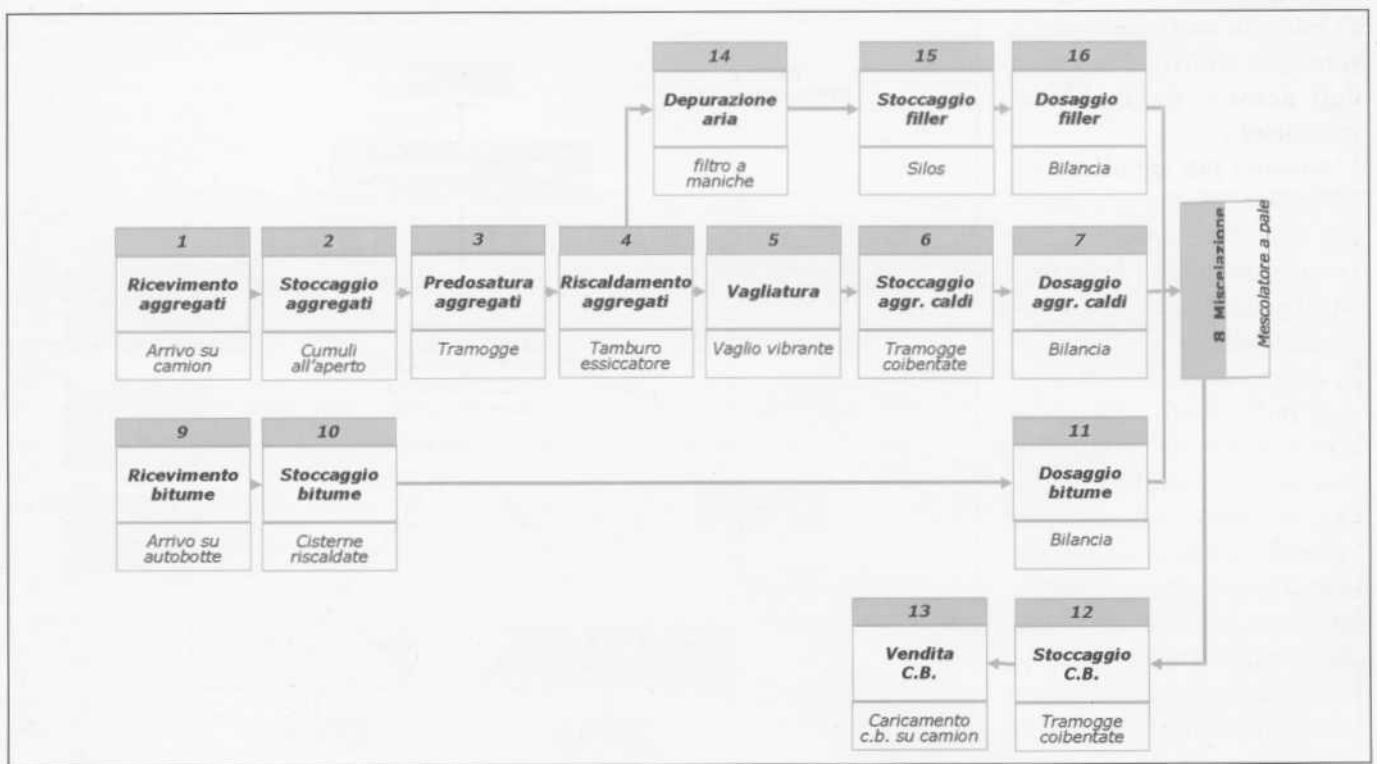 14
Depurazione
aria
filtro a
maniche
15
Stoccaggio
filler
Silos
16
Dosaggio
filler
Bilancia
1
Ricevimento
aggregati
Arrivo su
camion
2
Stoccaggio
aggregati
Cumuli
all'aperto
3
Predosatura
aggregati
Tramogge
4
Riscaldamento
aggregati
Tamburo
essiccatore
5
Vagliatura
Vaglio vibrante
6
Stoccaggio
aggr. caldi
Tramogge
coibentate
7
Dosaggio
aggr. caldi
Bilancia
8 Miscelazione
Mescolatore a pale
9
Ricevimento
bitume
Arrivo su
autobotte
10
Stoccaggio
bitume
Cisterne
riscaldate
11
Dosaggio
bitume
Bilancia
13
Vendita
C.B.
Caricamento
c.b. su camion
12
Stoccaggio
C.B.
Tramogge
coibentate